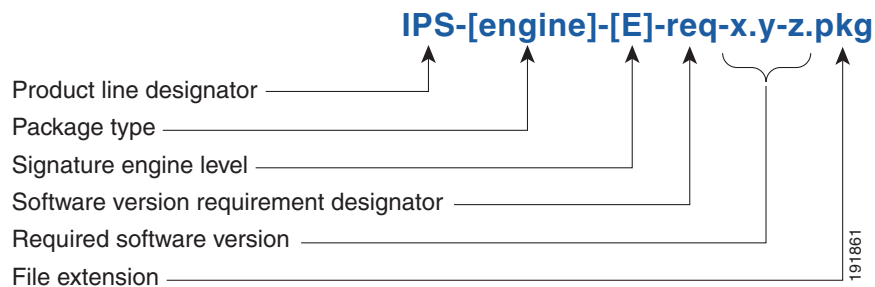 IPS-[engine]-[E]-req-x.y-z.pkg
Product line designator
Package type
Signature engine level
Software version requirement designator
Required software version
File extension
191861